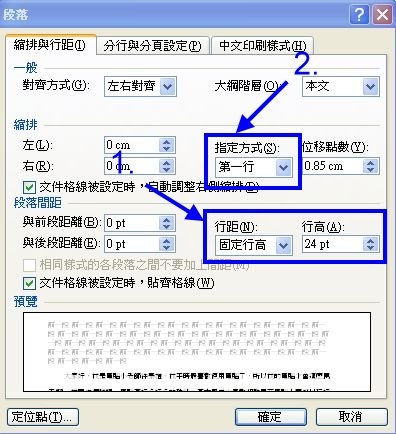 段落
縮排與行距(I)
分行與分頁設定(P)
中文印刷樣式(H)
2.
一般
對齊方式(G): 左右對齊 大綱階層(O): 本文
縮排
左(L): 0 cm 指定方式(S): 位移點數(Y):
右(R): 0 cm 第一行 0.85 cm
1.
文件格線被設定時，自動調整右側縮排(D)
段落間距
與前段距離(B): 0 pt 行距(N): 行高(A):
與後段距離(E): 0 pt 固定行高 24 pt
相同樣式的各段落之間不要加上間距(M)
文件格線被設定時，貼齊格線(W)
預覽
定位點(T)... 確定 取消